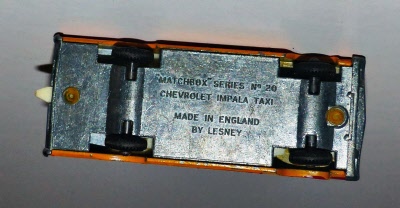 "MATCHBOX" SERIES Nº 20
CHEVROLET IMPALA TAXI
MADE IN ENGLAND
BY LESNEY